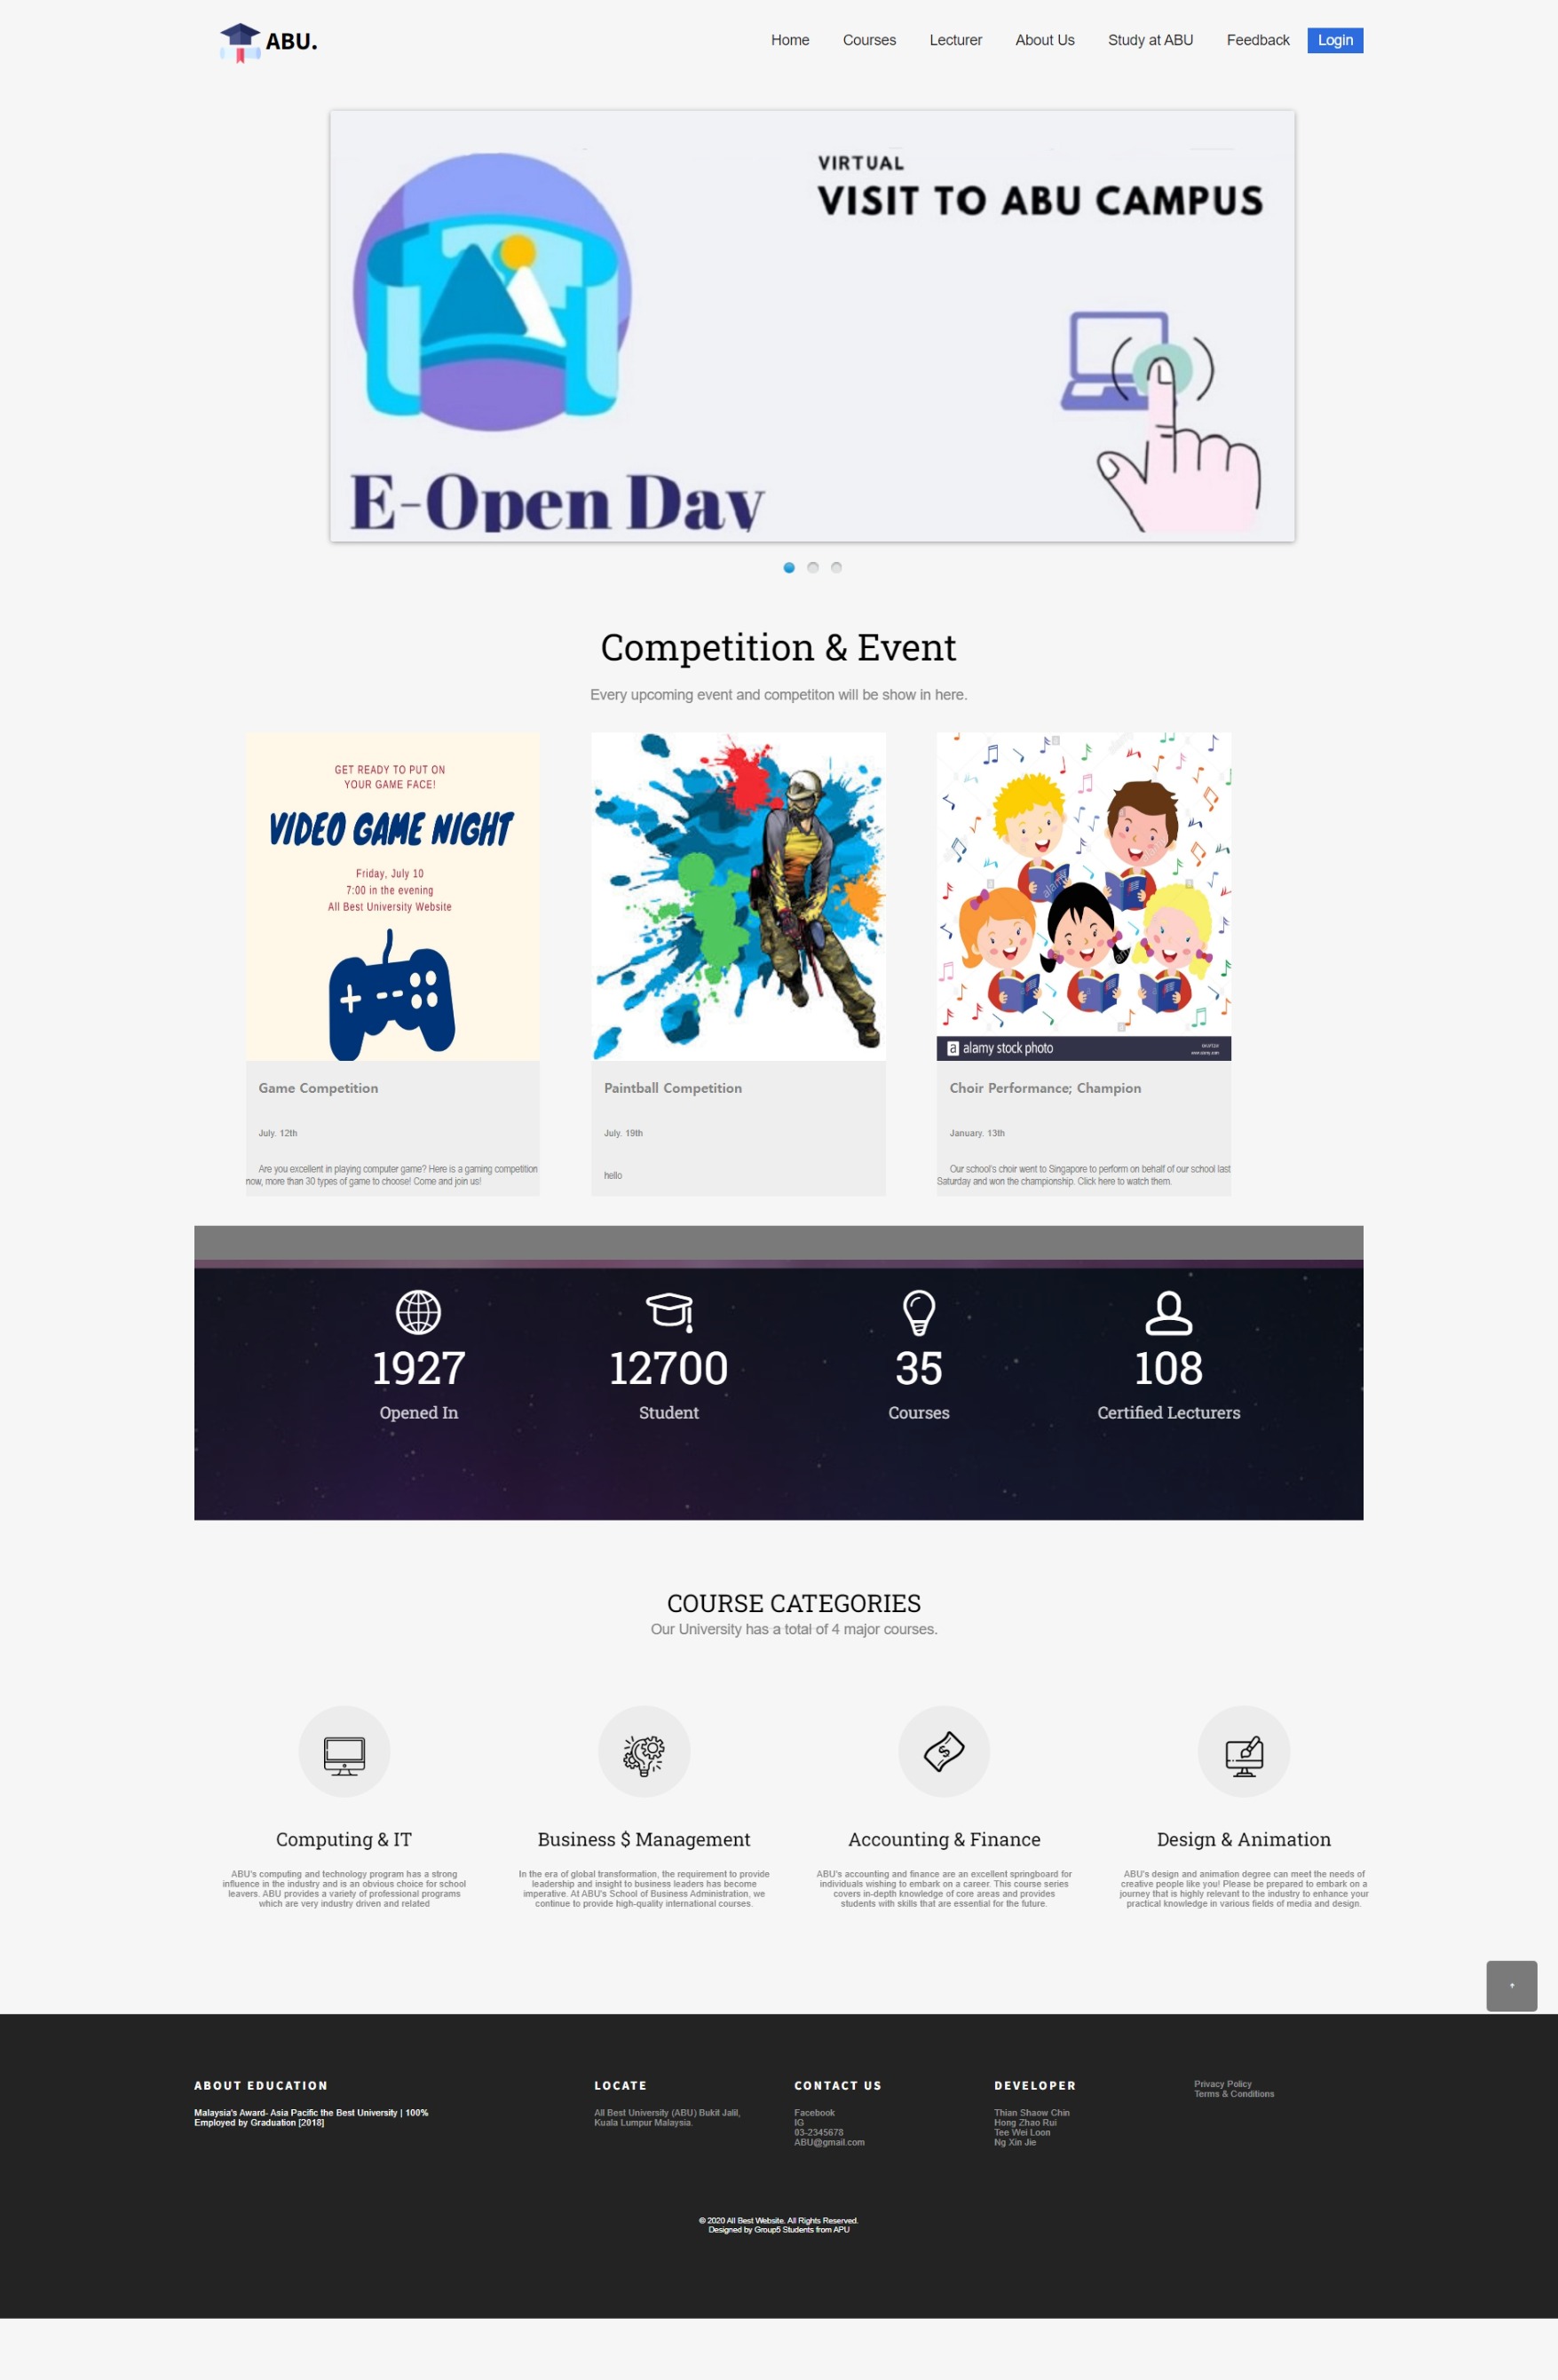 ABU.
Home Courses Lecturer About Us Study at ABU Feedback Login
VIRTUAL
VISIT TO ABU CAMPUS
E-Open Day
Competition & Event
Every upcoming event and competiton will be show in here.
GET READY TO PUT ON
YOUR GAME FACE!
VIDEO GAME NIGHT
Friday, July 10
7:00 in the evening
All Best University Website
a alamy stock photo
Game Competition
July. 12th
Are you excellent in playing computer game? Here is a gaming competition
now, more than 30 types of game to choose! Come and join us!
Paintball Competition
July. 19th
hello
Choir Performance; Champion
January. 13th
Our school's choir went to Singapore to perform on behalf of our school last
Saturday and won the championship. Click here to watch them.
1927
Opened In
12700
Student
35
Courses
108
Certified Lecturers
COURSE CATEGORIES
Our University has a total of 4 major courses.
Computing & IT
ABU's computing and technology program has a strong
influence in the industry and is an obvious choice for school
leavers. ABU provides a variety of professional programs
which are very industry driven and related
Business $ Management
In the era of global transformation, the requirement to provide
leadership and insight to business leaders has become
imperative. At ABU's School of Business Administration, we
continue to provide high-quality international courses.
Accounting & Finance
ABU's accounting and finance are an excellent springboard for
individuals wishing to embark on a career. This course series
covers in-depth knowledge of core areas and provides
students with skills that are essential for the future.
Design & Animation
ABU's design and animation degree can meet the needs of
creative people like you! Please be prepared to embark on a
journey that is highly relevant to the industry to enhance your
practical knowledge in various fields of media and design.
ABOUT EDUCATION
Malaysia's Award- Asia Pacific the Best University | 100%
Employed by Graduation [2018]
LOCATE
All Best University (ABU) Bukit Jalil,
Kuala Lumpur Malaysia.
CONTACT US
Facebook
IG
03-2345678
ABU@gmail.com
DEVELOPER
Thian Shaow Chin
Hong Zhao Rui
Tee Wei Loon
Ng Xin Jie
Privacy Policy
Terms & Conditions
© 2020 All Best Website. All Rights Reserved.
Designed by Group5 Students from APU